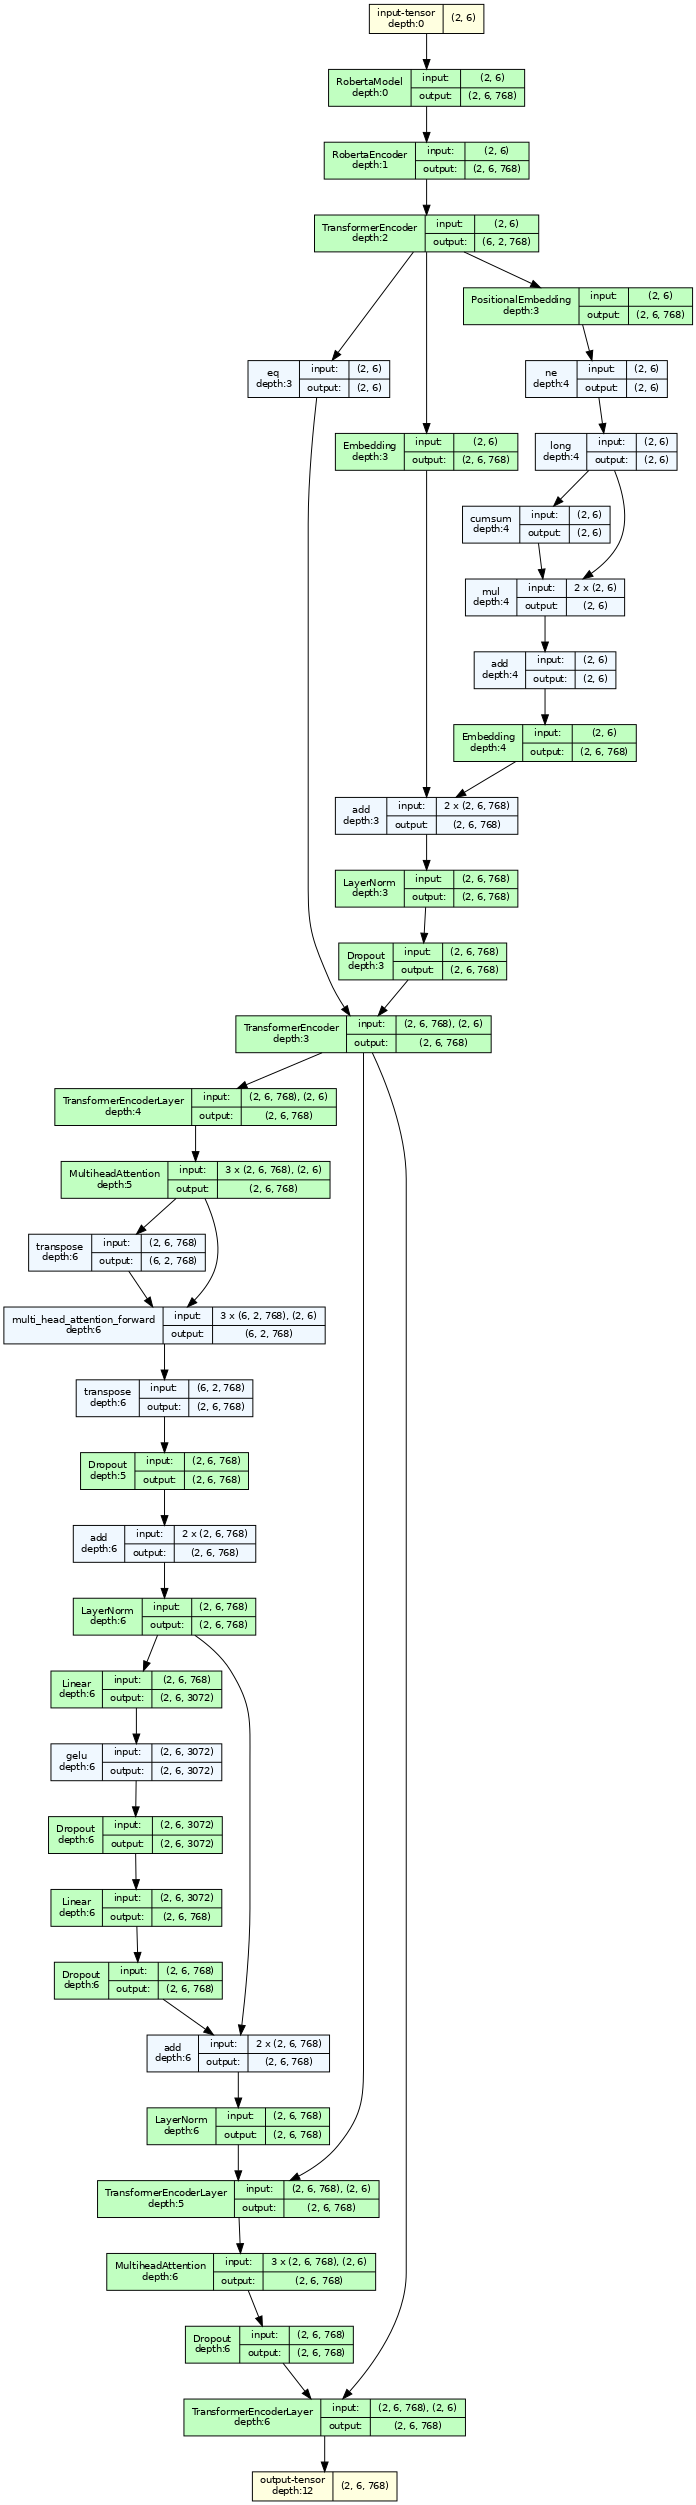 input-tensor
depth:0
(2, 6)
RobertaModel
depth:0
input:
(2, 6)
output:
(2, 6, 768)
RobertaEncoder
depth:1
input:
(2, 6)
output:
(2, 6, 768)
TransformerEncoder
depth:2
input:
(2, 6)
output:
(6, 2, 768)
PositionalEmbedding
depth:3
input:
(2, 6)
output:
(2, 6, 768)
eq
depth:3
input:
(2, 6)
output:
(2, 6)
ne
depth:4
input:
(2, 6)
output:
(2, 6)
Embedding
depth:3
input:
(2, 6)
output:
(2, 6, 768)
long
depth:4
input:
(2, 6)
output:
(2, 6)
cumsum
depth:4
input:
(2, 6)
output:
(2, 6)
mul
depth:4
input:
2 x (2, 6)
output:
(2, 6)
add
depth:4
input:
(2, 6)
output:
(2, 6)
Embedding
depth:4
input:
(2, 6)
output:
(2, 6, 768)
add
depth:3
input:
2 x (2, 6, 768)
output:
(2, 6, 768)
LayerNorm
depth:3
input:
(2, 6, 768)
output:
(2, 6, 768)
Dropout
depth:3
input:
(2, 6, 768)
output:
(2, 6, 768)
TransformerEncoder
depth:3
input:
(2, 6, 768), (2, 6)
output:
(2, 6, 768)
TransformerEncoderLayer
depth:4
input:
(2, 6, 768), (2, 6)
output:
(2, 6, 768)
MultiheadAttention
depth:5
input:
3 x (2, 6, 768), (2, 6)
output:
(2, 6, 768)
transpose
depth:6
input:
(2, 6, 768)
output:
(6, 2, 768)
multi_head_attention_forward
depth:6
input:
3 x (6, 2, 768), (2, 6)
output:
(6, 2, 768)
transpose
depth:6
input:
(6, 2, 768)
output:
(2, 6, 768)
Dropout
depth:5
input:
(2, 6, 768)
output:
(2, 6, 768)
add
depth:6
input:
2 x (2, 6, 768)
output:
(2, 6, 768)
LayerNorm
depth:6
input:
(2, 6, 768)
output:
(2, 6, 768)
Linear
depth:6
input:
(2, 6, 768)
output:
(2, 6, 3072)
gelu
depth:6
input:
(2, 6, 3072)
output:
(2, 6, 3072)
Dropout
depth:6
input:
(2, 6, 3072)
output:
(2, 6, 3072)
Linear
depth:6
input:
(2, 6, 3072)
output:
(2, 6, 768)
Dropout
depth:6
input:
(2, 6, 768)
output:
(2, 6, 768)
add
depth:6
input:
2 x (2, 6, 768)
output:
(2, 6, 768)
LayerNorm
depth:6
input:
(2, 6, 768)
output:
(2, 6, 768)
TransformerEncoderLayer
depth:5
input:
(2, 6, 768), (2, 6)
output:
(2, 6, 768)
MultiheadAttention
depth:6
input:
3 x (2, 6, 768), (2, 6)
output:
(2, 6, 768)
Dropout
depth:6
input:
(2, 6, 768)
output:
(2, 6, 768)
TransformerEncoderLayer
depth:6
input:
(2, 6, 768), (2, 6)
output:
(2, 6, 768)
output-tensor
depth:12
(2, 6, 768)